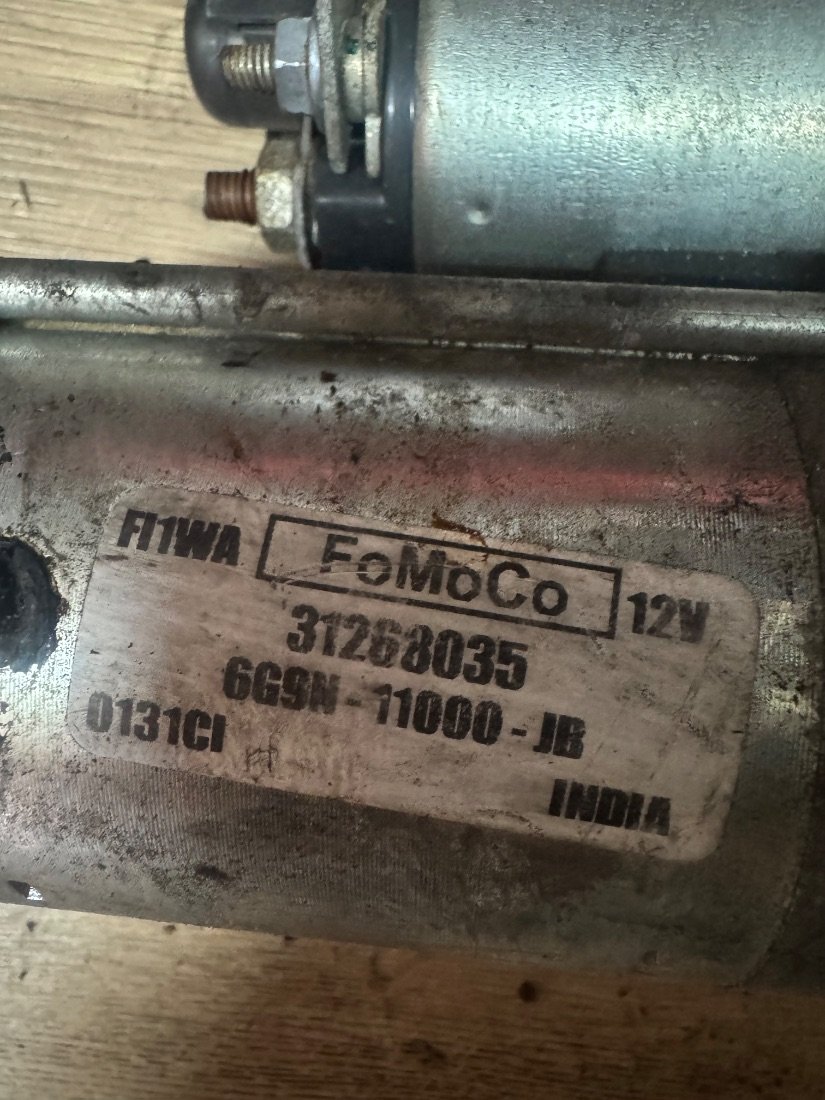 FI1WA FoMoCo 12V
31268035
6G9N-11000-JB
0131CI
INDIA